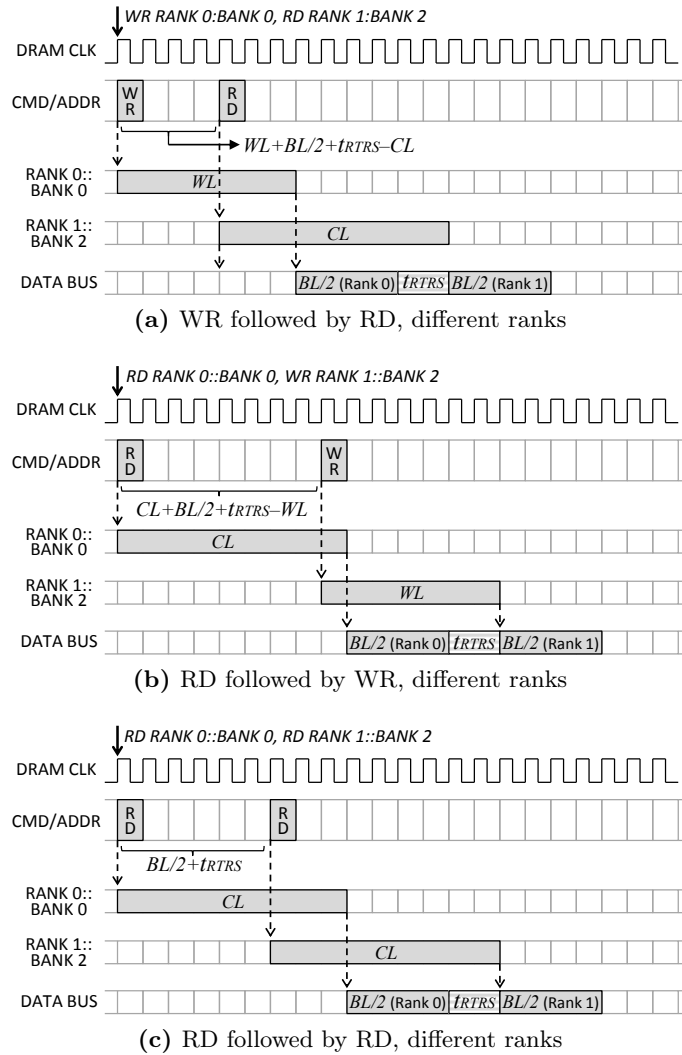 WR RANK 0:BANK 0, RD RANK 1:BANK 2
DRAM CLK
CMD/ADDR
WR
RD
WL+BL/2+tRTRS–CL
RANK 0::
BANK 0
WL
RANK 1::
BANK 2
CL
DATA BUS
BL/2 (Rank 0)
tRTRS
BL/2 (Rank 1)
(a) WR followed by RD, different ranks
RD RANK 0::BANK 0, WR RANK 1::BANK 2
DRAM CLK
CMD/ADDR
RD
WR
CL+BL/2+tRTRS–WL
RANK 0::
BANK 0
CL
RANK 1::
BANK 2
WL
DATA BUS
BL/2 (Rank 0)
tRTRS
BL/2 (Rank 1)
(b) RD followed by WR, different ranks
RD RANK 0::BANK 0, RD RANK 1::BANK 2
DRAM CLK
CMD/ADDR
RD
RD
BL/2+tRTRS
RANK 0::
BANK 0
CL
RANK 1::
BANK 2
CL
DATA BUS
BL/2 (Rank 0)
tRTRS
BL/2 (Rank 1)
(c) RD followed by RD, different ranks